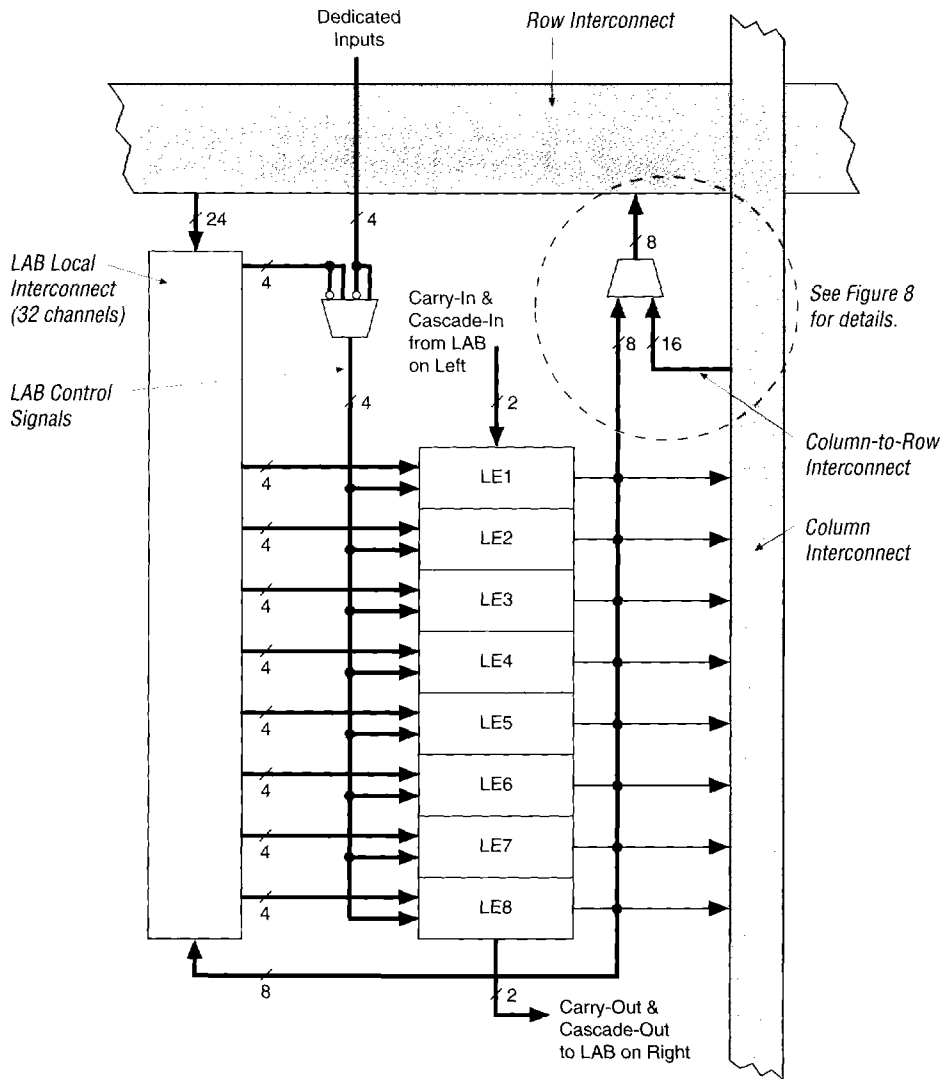 Dedicated
Inputs
Row Interconnect
24
4
8
LAB Local
Interconnect
(32 channels)
4
See Figure 8
for details.
Carry-In &
Cascade-In
from LAB
on Left
8
16
LAB Control
Signals
4
2
Column-to-Row
Interconnect
4
LE1
4
LE2
Column
Interconnect
4
LE3
4
LE4
4
LE5
4
LE6
4
LE7
4
LE8
8
2
Carry-Out &
Cascade-Out
to LAB on Right